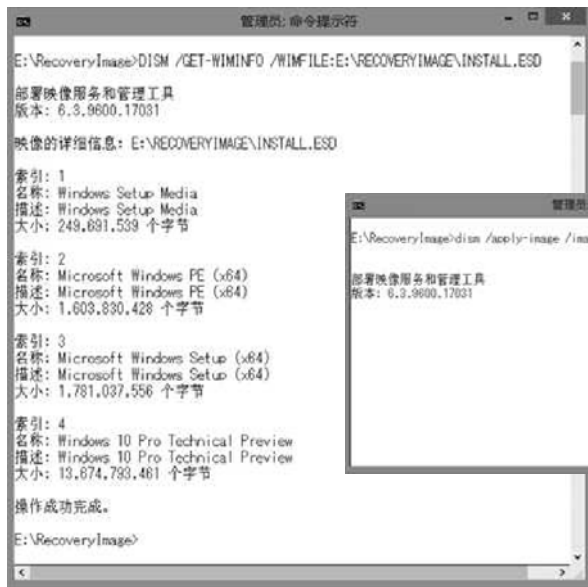 管理员: 命令提示符
E:\RecoveryImage>DISM /GET-WIMINFO /WIMFILE:E:\RECOVERYIMAGE\INSTALL.ESD
部署映像服务和管理工具
版本: 6.3.9600.17031
映像的详细信息: E:\RECOVERYIMAGE\INSTALL.ESD
索引: 1
名称: Windows Setup Media
描述: Windows Setup Media
大小: 249,691,539 个字节
索引: 2
名称: Microsoft Windows PE (x64)
描述: Microsoft Windows PE (x64)
大小: 1,603,830,428 个字节
索引: 3
名称: Microsoft Windows Setup (x64)
描述: Microsoft Windows Setup (x64)
大小: 1,781,037,556 个字节
索引: 4
名称: Windows 10 Pro Technical Preview
描述: Windows 10 Pro Technical Preview
大小: 13,674,793,461 个字节
操作成功完成。
E:\RecoveryImage>
管理员
E:\RecoveryImage>dism /apply-image /ima
部署映像服务和管理工具
版本: 6.3.9600.17031